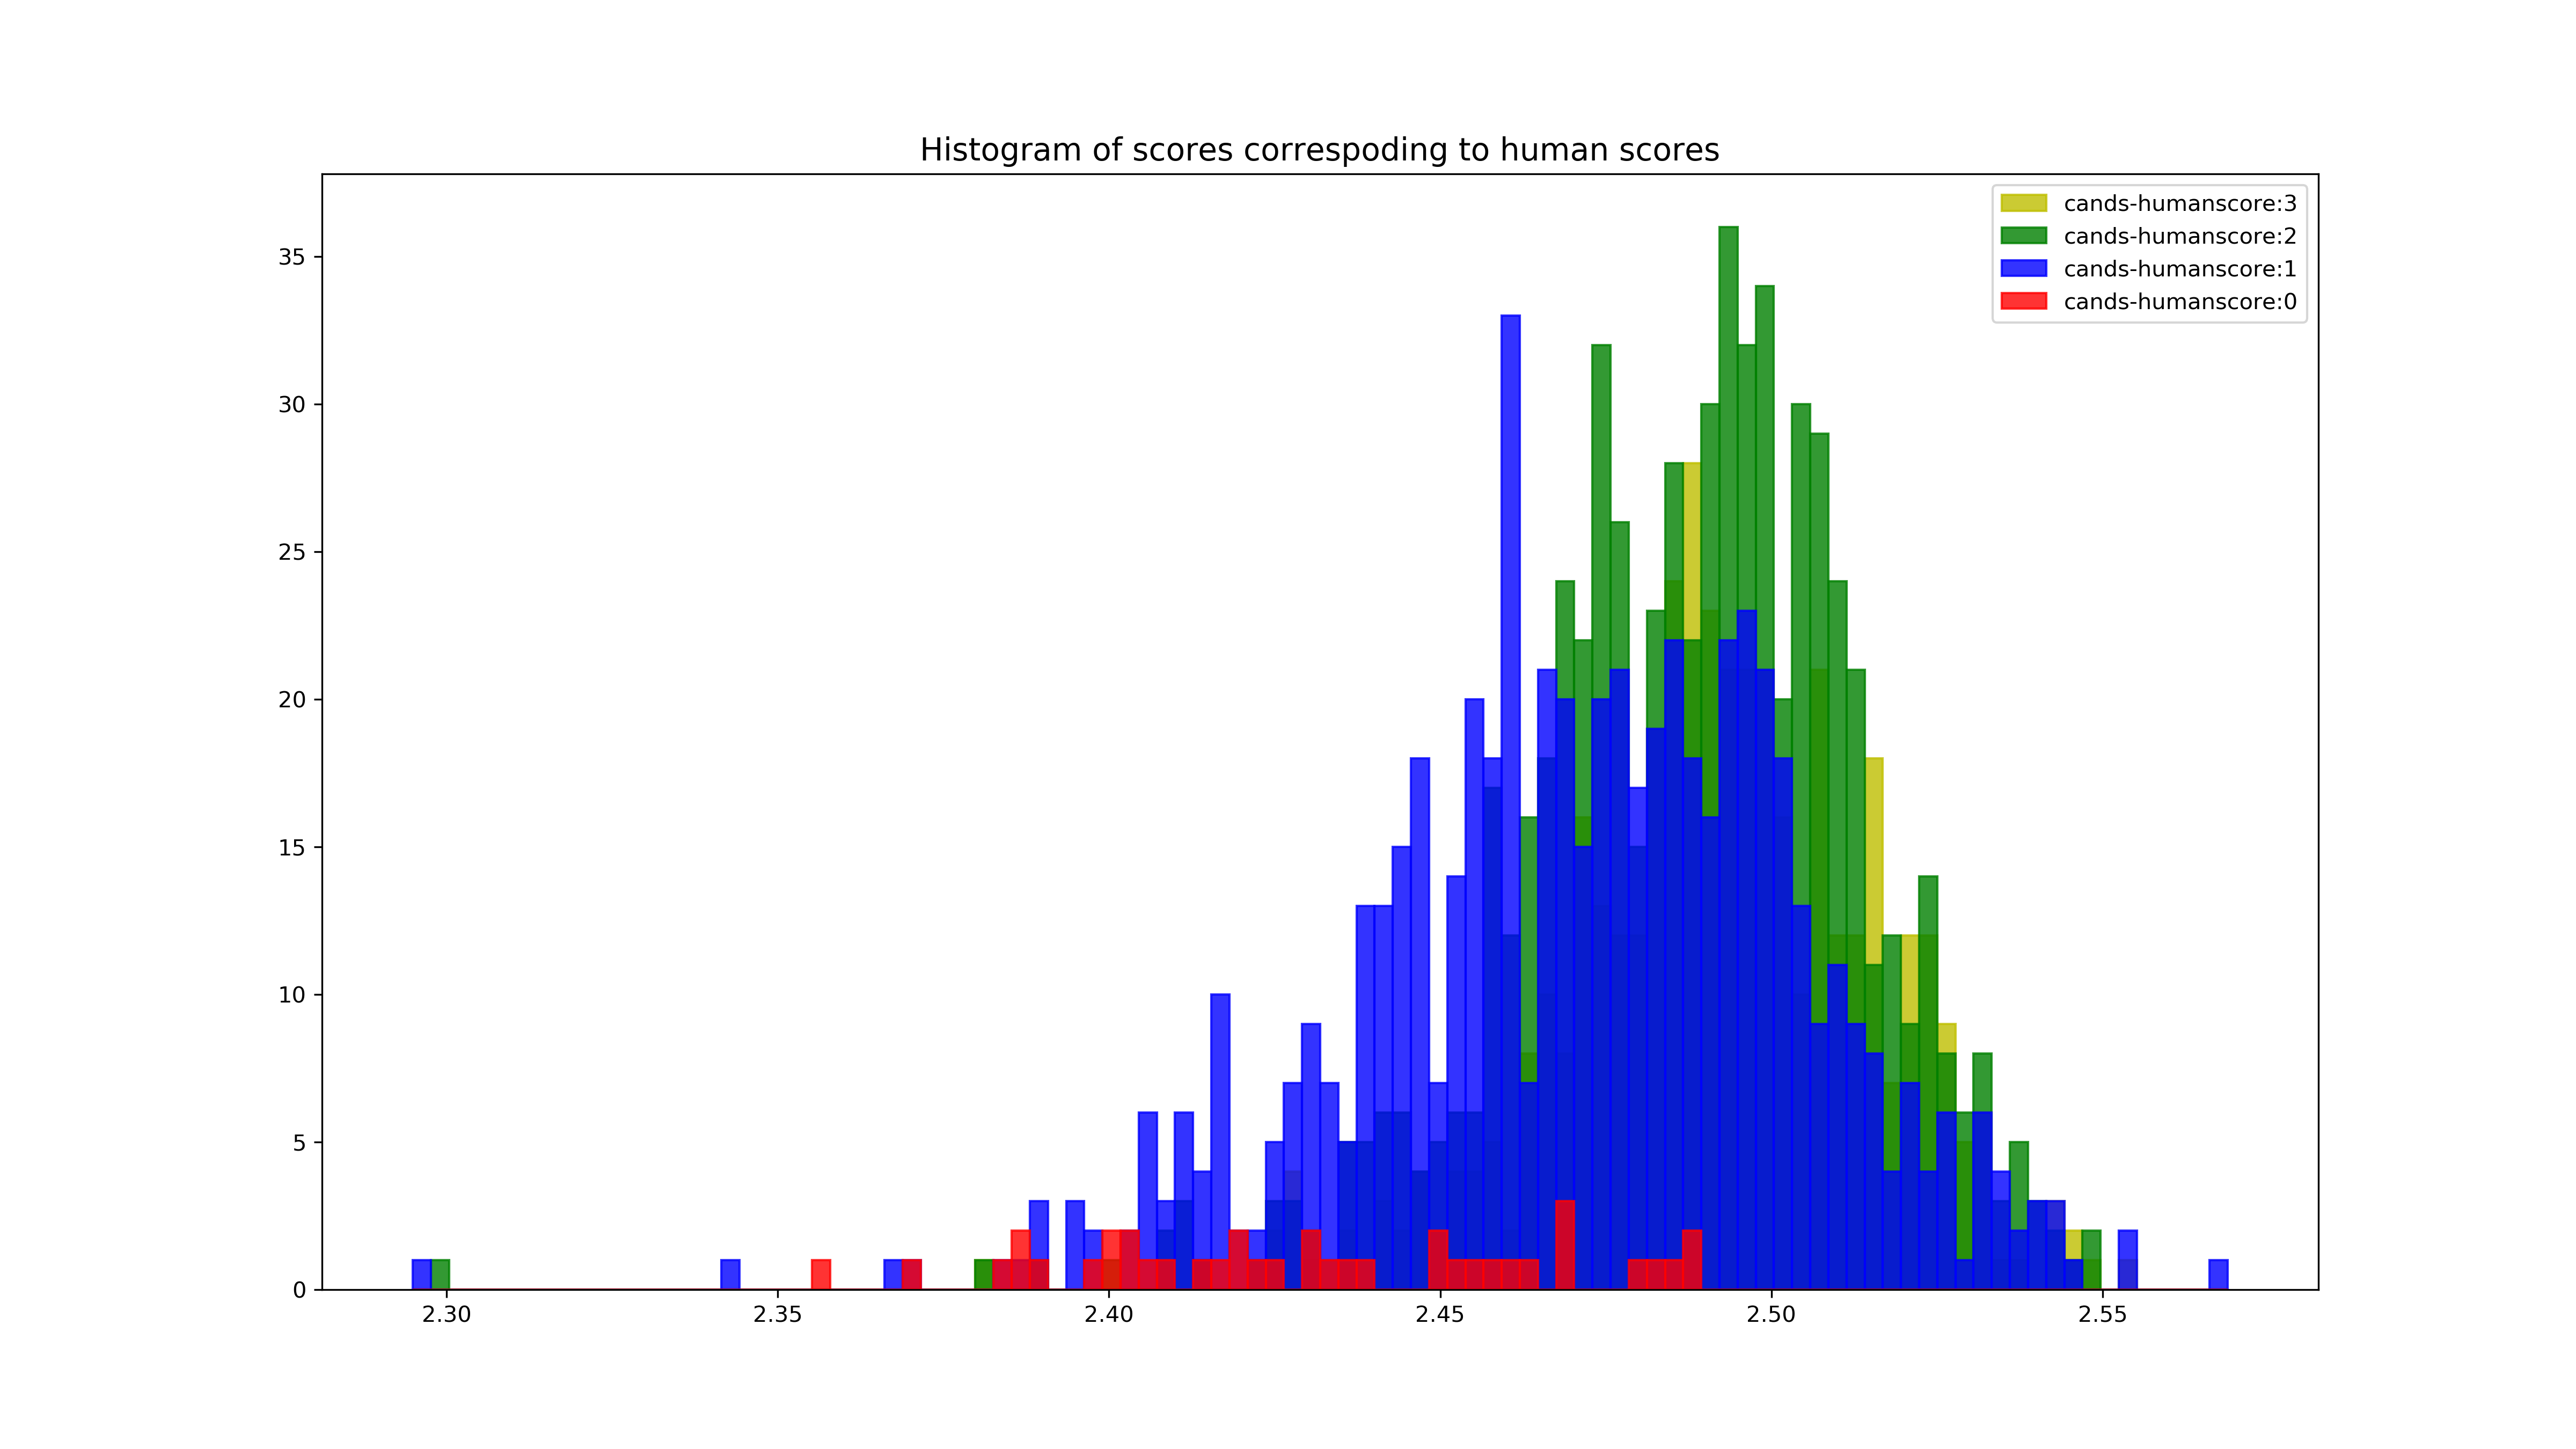 Histogram of scores correspoding to human scores
cands-humanscore:3
cands-humanscore:2
cands-humanscore:1
cands-humanscore:0
35
30
25
20
15
10
5
0
2.30 2.35 2.40 2.45 2.50 2.55